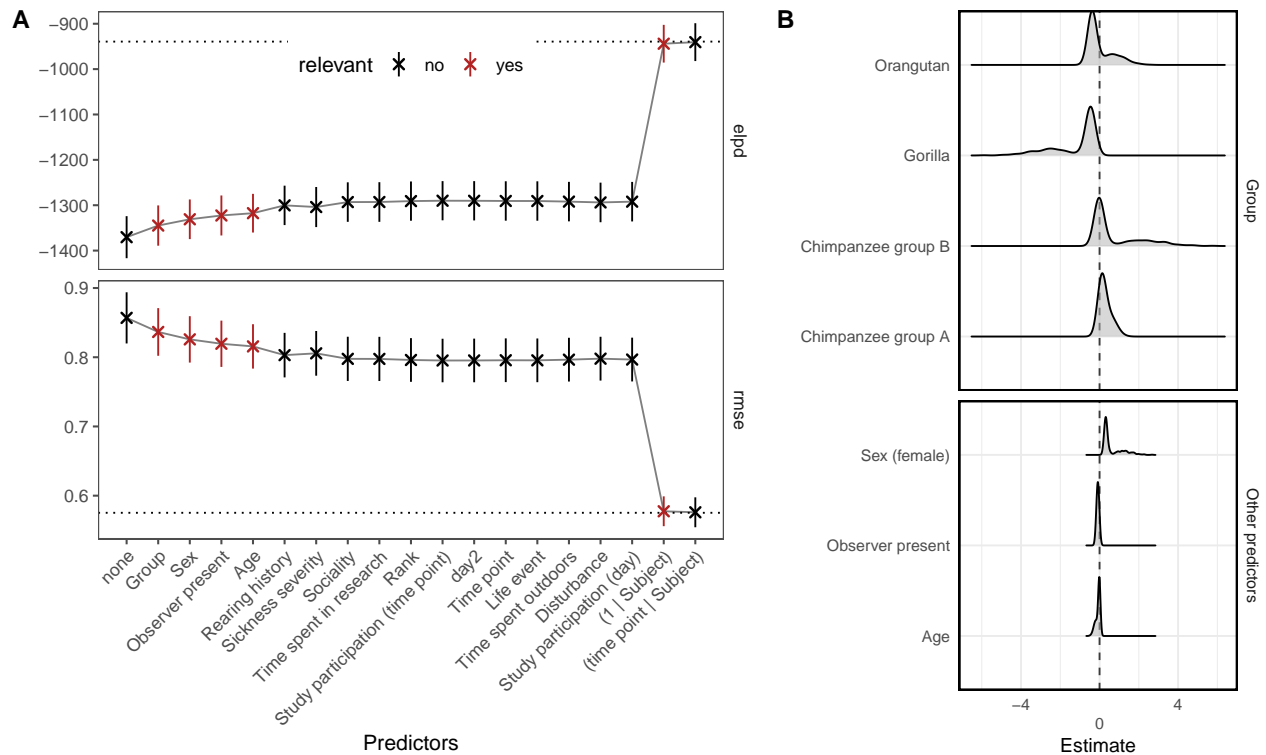 A
−900
−1000
−1100
−1200
−1300
−1400
elpd
relevant no yes
0.9
0.8
0.7
0.6
rmse
none
Group
Sex
Observer present
Age
Rearing history
Sickness severity
Sociality
Time spent in research
Rank
Study participation (time point)
day2
Time point
Life event
Time spent outdoors
Disturbance
Study participation (day)
(1 | Subject)
(time point | Subject)
Predictors
B
Orangutan
Gorilla
Chimpanzee group B
Chimpanzee group A
Group
Sex (female)
Observer present
Age
Other predictors
−4
0
4
Estimate